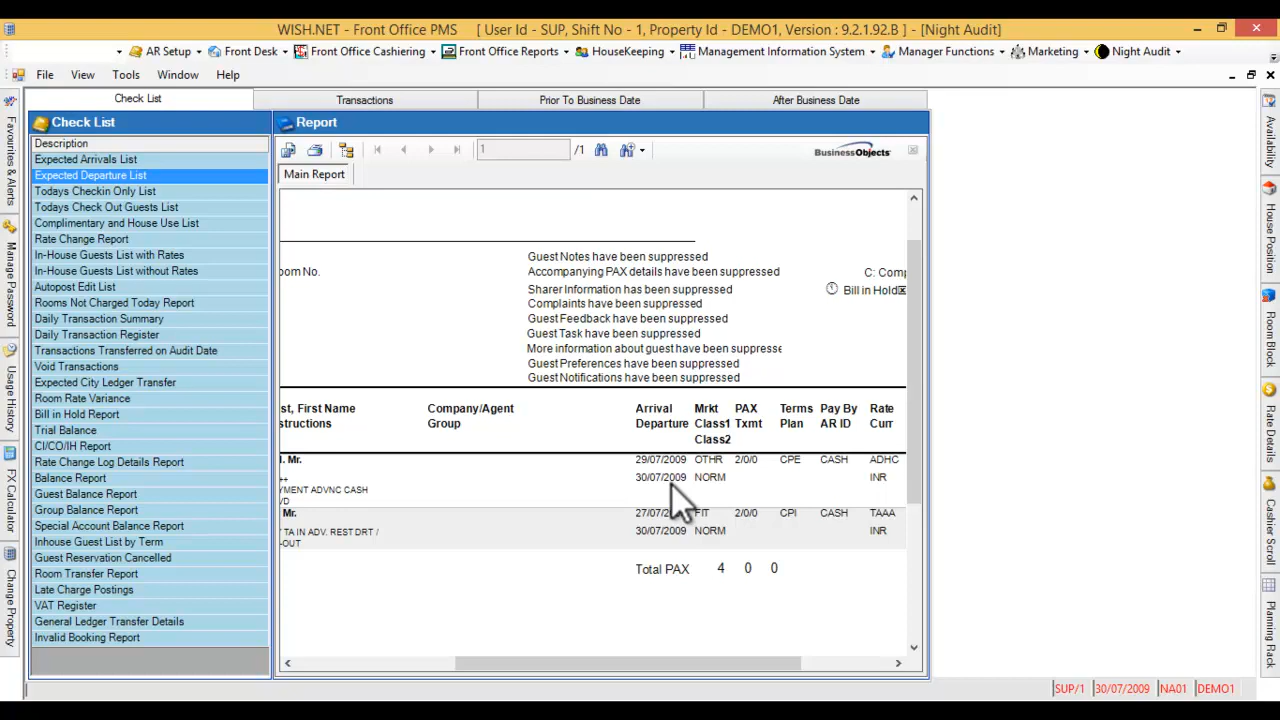 WISH.NET - Front Office PMS [ User Id - SUP, Shift No - 1, Property Id - DEMO1, Version : 9.2.1.92.B ] - [Night Audit]
AR Setup Front Desk Front Office Cashiering Front Office Reports HouseKeeping Management Information System Manager Functions Marketing Night Audit
File View Tools Window Help
Check List Transactions Prior To Business Date After Business Date
Favourites & Alerts
Manage Password
Usage History
FX Calculator
Change Property
Check List
Description
Expected Arrivals List
Expected Departure List
Todays Checkin Only List
Todays Check Out Guests List
Complimentary and House Use List
Rate Change Report
In-House Guests List with Rates
In-House Guests List without Rates
Autopost Edit List
Rooms Not Charged Today Report
Daily Transaction Summary
Daily Transaction Register
Transactions Transferred on Audit Date
Void Transactions
Expected City Ledger Transfer
Room Rate Variance
Bill in Hold Report
Trial Balance
CI/CO/IH Report
Rate Change Log Details Report
Balance Report
Guest Balance Report
Group Balance Report
Special Account Balance Report
Inhouse Guest List by Term
Guest Reservation Cancelled
Room Transfer Report
Late Charge Postings
VAT Register
General Ledger Transfer Details
Invalid Booking Report
Report
1 /1 BusinessObjects
Main Report
Guest Notes have been suppressed
oom No. Accompanying PAX details have been suppressed C: Comp
Sharer Information has been suppressed Bill in Hold
Complaints have been suppressed
Guest Feedback have been suppressed
Guest Task have been suppressed
More information about guest have been suppresse
Guest Preferences have been suppressed
Guest Notifications have been suppressed
st, First Name Company/Agent Arrival Mrkt PAX Terms Pay By Rate
structions Group Departure Class1 Txmt Plan AR ID Curr
Class2
. Mr. 29/07/2009 OTHR 2/0/0 CPE CASH ADHC
++ 30/07/2009 NORM INR
YMENT ADVNC CASH
VD
Mr. 27/07/2 FIT 2/0/0 CPI CASH TAAA
T TA IN ADV. REST DRT / 30/07/2009 NORM INR
-OUT
Total PAX 4 0 0
Availability
House Position
Room Block
Rate Details
Cashier Scroll
Planning Rack
SUP/1 30/07/2009 NA01 DEMO1